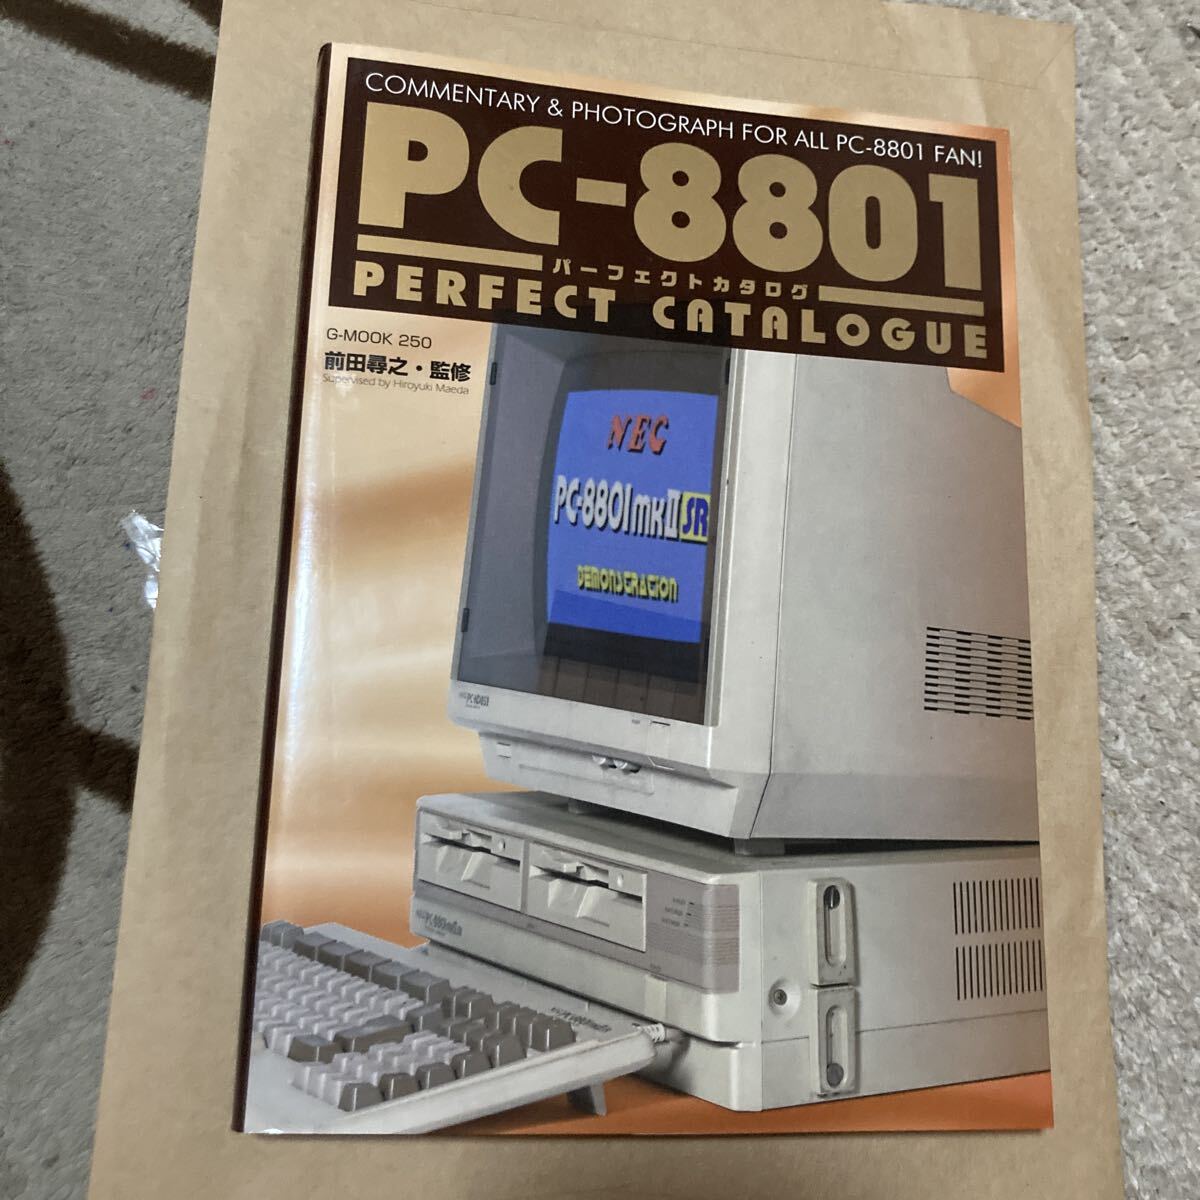 COMMENTARY & PHOTOGRAPH FOR ALL PC-8801 FAN!
PC-8801
パーフェクトカタログ
PERFECT CATALOGUE
G-MOOK 250
前田尋之・監修
Supervised by Hiroyuki Maeda
NEC
PC-8801mkII SR
DEMONSTRATION